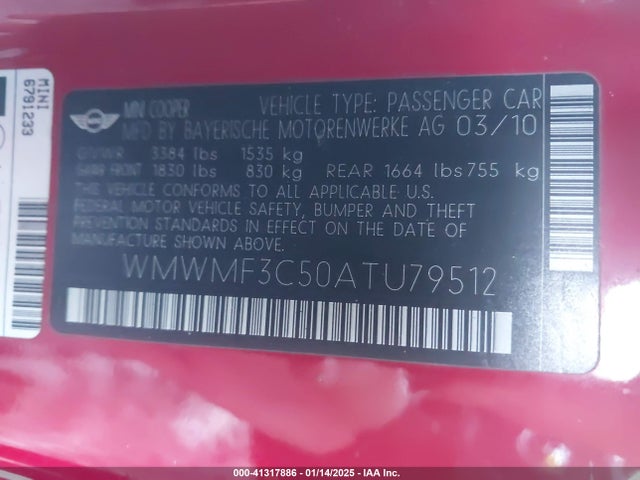 MINI
6791233
MINI COOPER VEHICLE TYPE: PASSENGER CAR
MFD BY BAYERISCHE MOTORENWERKE AG 03/10
GVWR 3384 lbs 1535 kg
GAWR FRONT 1830 lbs 830 kg REAR 1664 lbs 755 kg
THIS VEHICLE CONFORMS TO ALL APPLICABLE U.S.
FEDERAL MOTOR VEHICLE SAFETY, BUMPER AND THEFT
PREVENTION STANDARDS IN EFFECT ON THE DATE OF
MANUFACTURE SHOWN ABOVE.
WMWMF3C50ATU79512
000-41317886 - 01/14/2025 - IAA Inc.